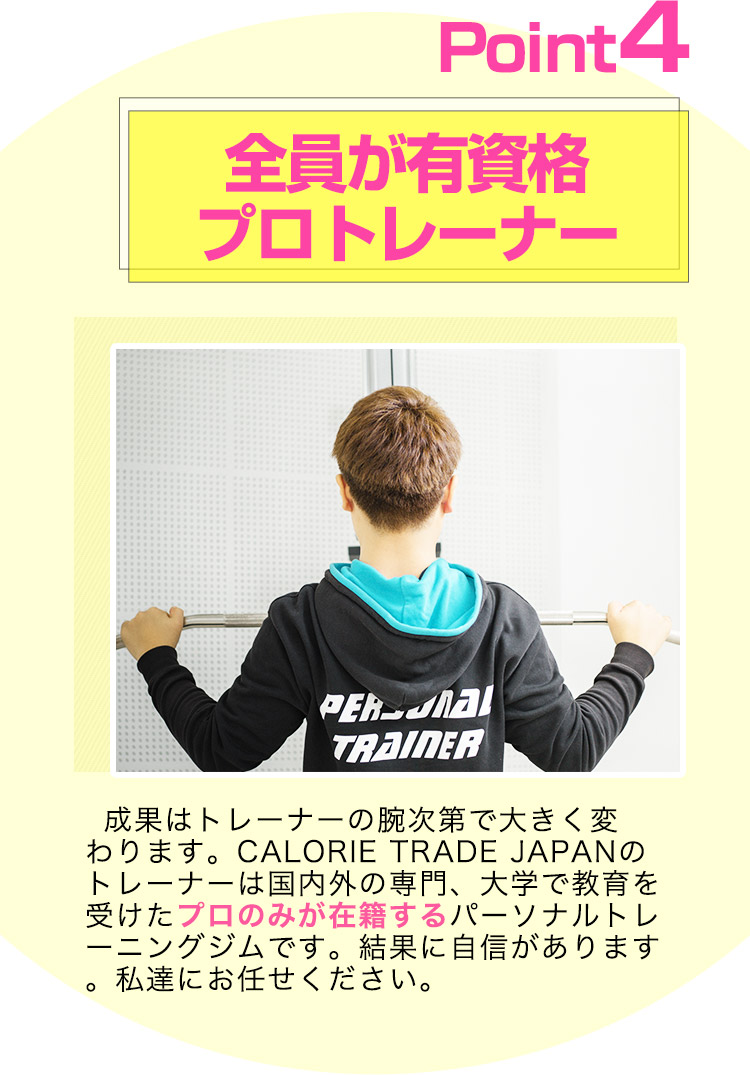 Point4
全員が有資格
プロトレーナー
PERSONAL
TRAINER
成果はトレーナーの腕次第で大きく変
わります。CALORIE TRADE JAPANの
トレーナーは国内外の専門、大学で教育を
受けたプロのみが在籍するパーソナルトレ
ーニングジムです。結果に自信があります
。私達にお任せください。